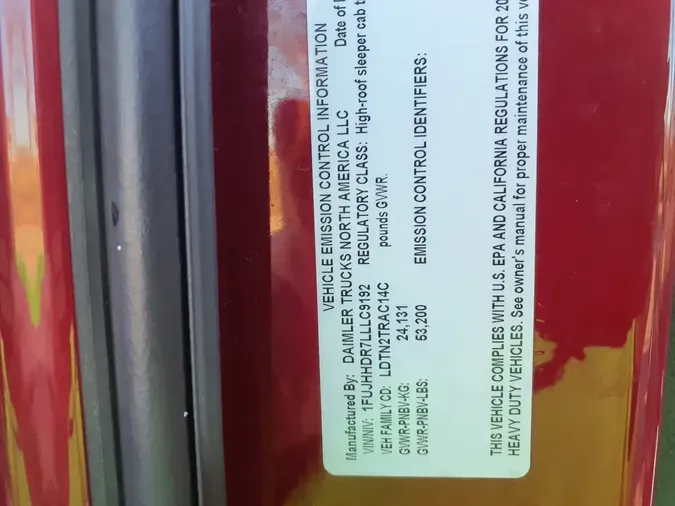 VEHICLE EMISSION CONTROL INFORMATION
Manufactured By: DAIMLER TRUCKS NORTH AMERICA LLC Date of
VIN/NIV: 1FUJHHDR7LLLC9192 REGULATORY CLASS: High-roof sleeper cab
VEH FAMILY CD: LDTN2TRAC14C pounds GVWR.
GVWR-PNBV-KG: 24,131
GVWR-PNBV-LBS: 53,200 EMISSION CONTROL IDENTIFIERS:
THIS VEHICLE COMPLIES WITH U.S. EPA AND CALIFORNIA REGULATIONS FOR 20
HEAVY DUTY VEHICLES. See owner's manual for proper maintenance of this